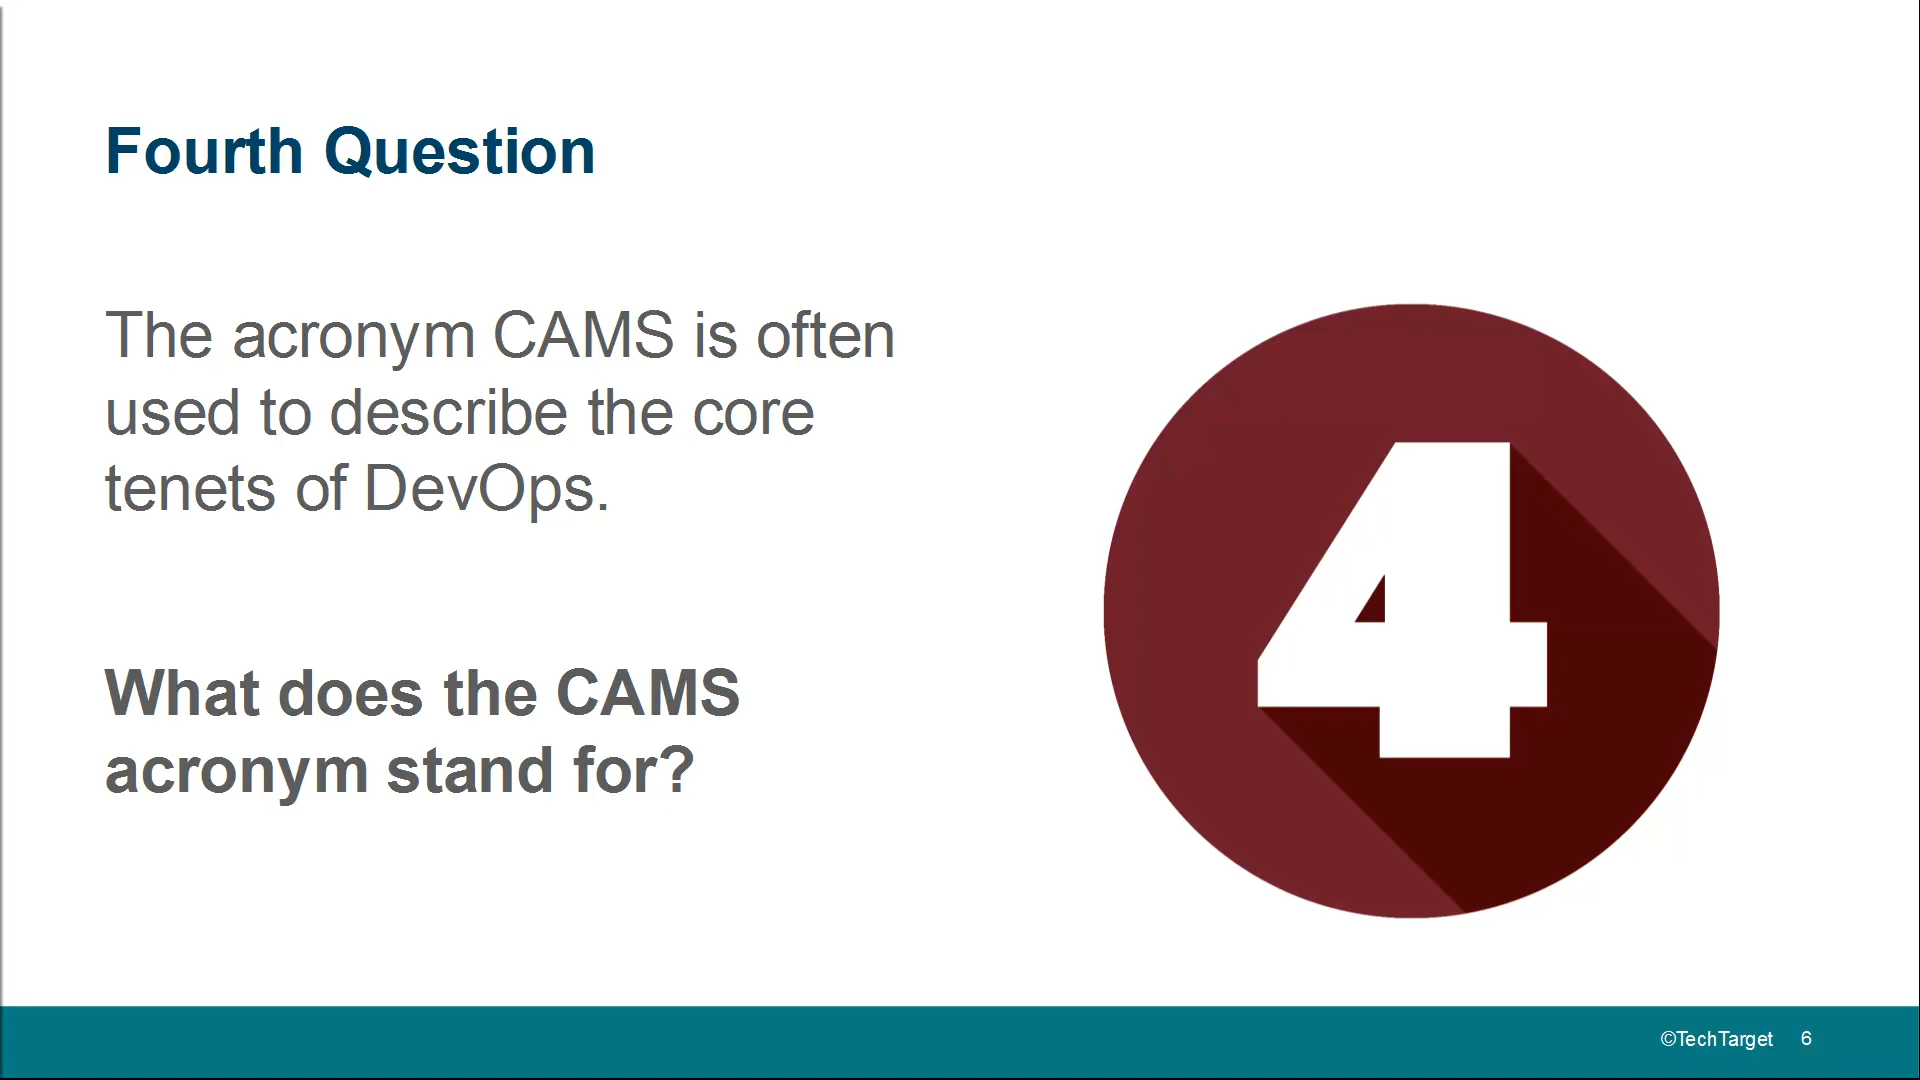 Fourth Question
The acronym CAMS is often
used to describe the core
tenets of DevOps.
What does the CAMS
acronym stand for?
4
©TechTarget 6